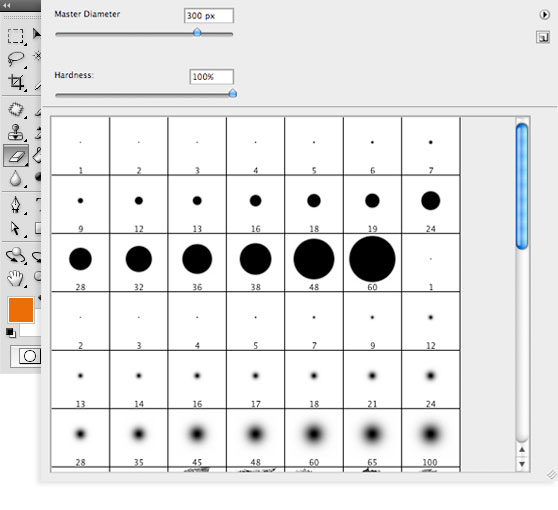 Master Diameter 300 px
Hardness: 100%
1 2 3 4 5 6 7
9 12 13 16 18 19 24
28 32 36 38 48 60 1
2 3 4 5 7 9 12
13 14 16 17 18 21 24
28 35 45 48 60 65 100